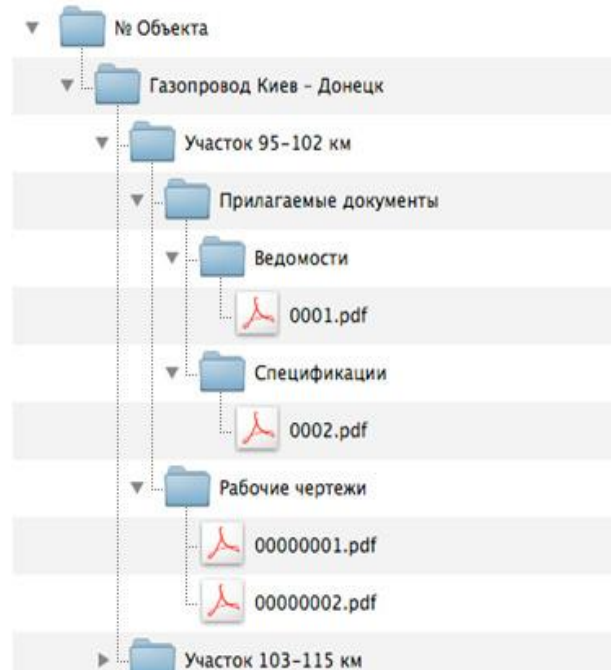 № Объекта
Газопровод Киев – Донецк
Участок 95–102 км
Прилагаемые документы
Ведомости
0001.pdf
Спецификации
0002.pdf
Рабочие чертежи
00000001.pdf
00000002.pdf
Участок 103–115 км